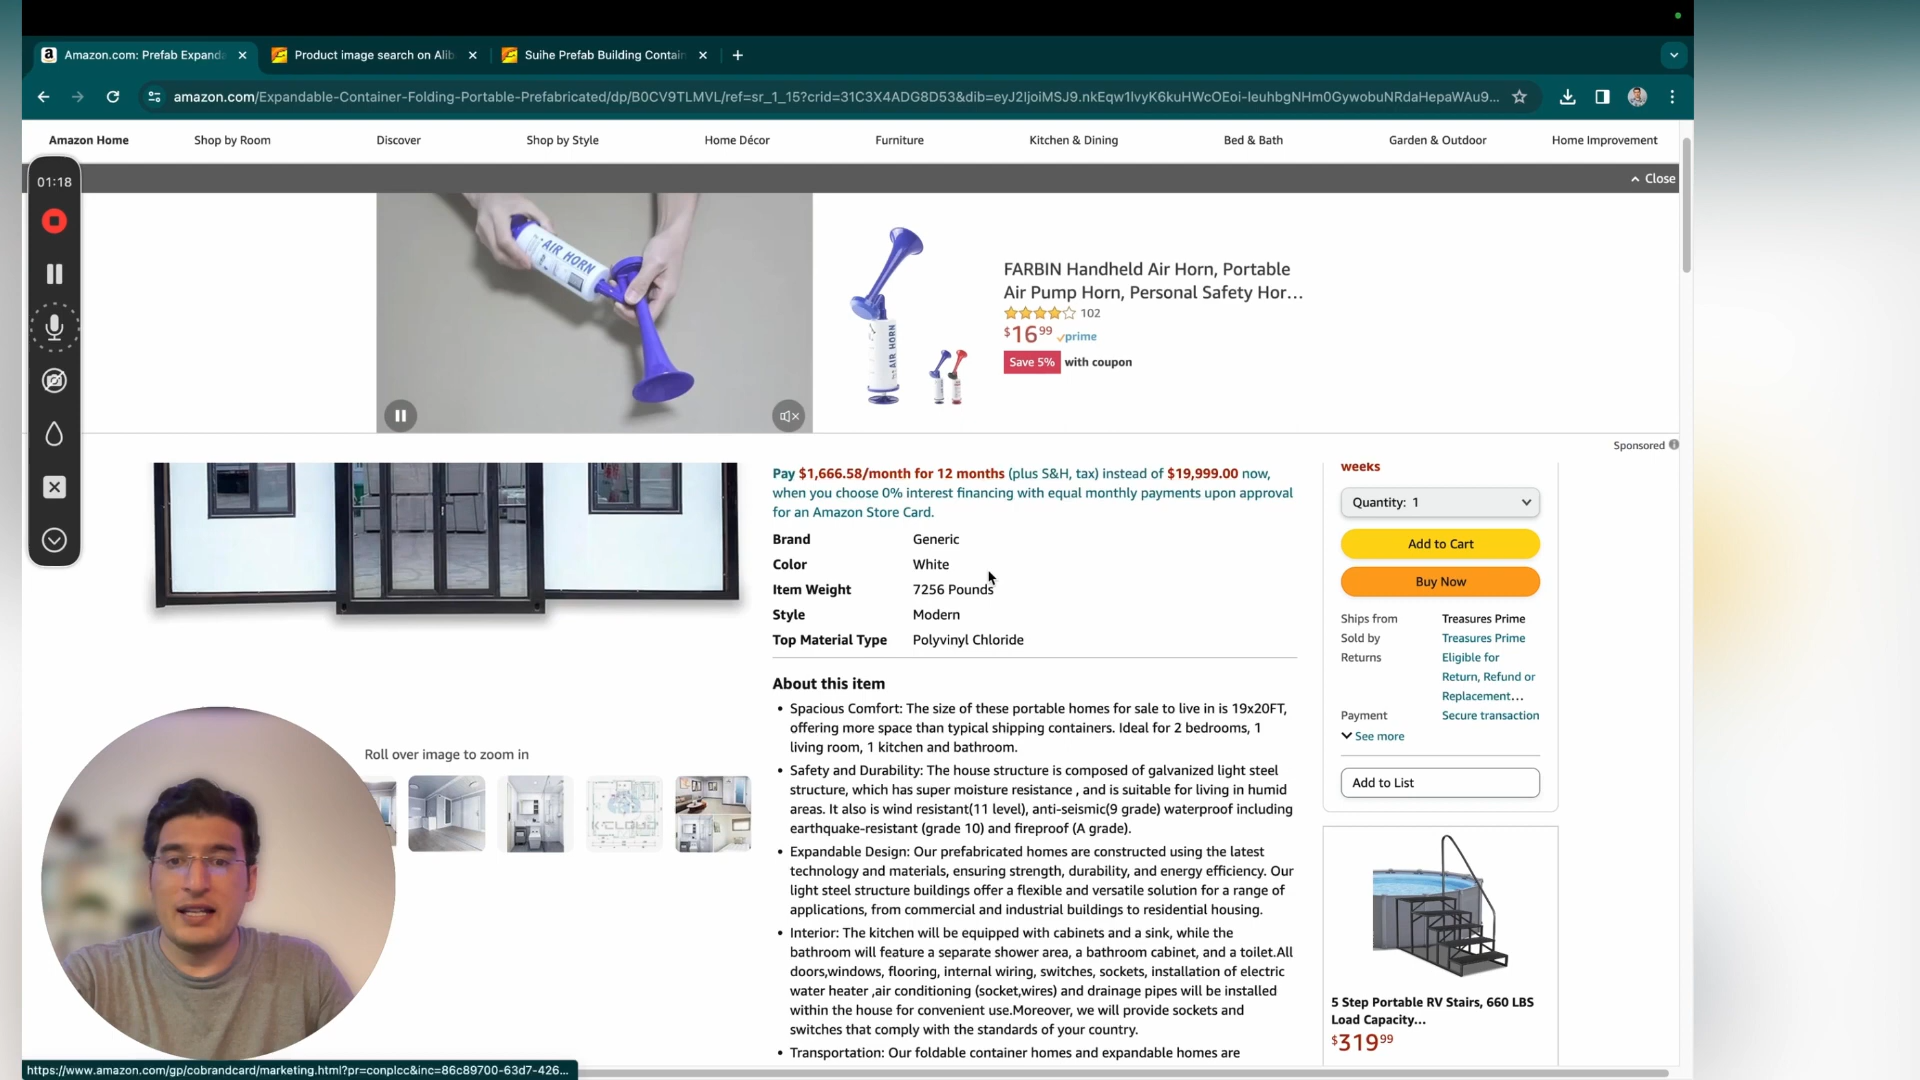 Amazon.com: Prefab Expand
Product image search on Alib
Suihe Prefab Building Contain
amazon.com/Expandable-Container-Folding-Portable-Prefabricated/dp/B0CV9TLMVL/ref=sr_1_15?crid=31C3X4ADG8D53&dib=eyJ2IjoiMSJ9.nkEqw1IvyK6kuHWcOEoi-IeuhbgNHm0GywobuNRdaHepaWAu9...
Amazon Home
Shop by Room
Discover
Shop by Style
Home Décor
Furniture
Kitchen & Dining
Bed & Bath
Garden & Outdoor
Home Improvement
01:18
Close
AIR HORN
AIR HORN
FARBIN Handheld Air Horn, Portable
Air Pump Horn, Personal Safety Hor...
102
$16 99 prime
Save 5% with coupon
Sponsored
Pay $1,666.58/month for 12 months (plus S&H, tax) instead of $19,999.00 now,
when you choose 0% interest financing with equal monthly payments upon approval
for an Amazon Store Card.
Brand Generic
Color White
Item Weight 7256 Pounds
Style Modern
Top Material Type Polyvinyl Chloride
About this item
• Spacious Comfort: The size of these portable homes for sale to live in is 19x20FT,
offering more space than typical shipping containers. Ideal for 2 bedrooms, 1
living room, 1 kitchen and bathroom.
• Safety and Durability: The house structure is composed of galvanized light steel
structure, which has super moisture resistance , and is suitable for living in humid
areas. It also is wind resistant(11 level), anti-seismic(9 grade) waterproof including
earthquake-resistant (grade 10) and fireproof (A grade).
• Expandable Design: Our prefabricated homes are constructed using the latest
technology and materials, ensuring strength, durability, and energy efficiency. Our
light steel structure buildings offer a flexible and versatile solution for a range of
applications, from commercial and industrial buildings to residential housing.
• Interior: The kitchen will be equipped with cabinets and a sink, while the
bathroom will feature a separate shower area, a bathroom cabinet, and a toilet.All
doors,windows, flooring, internal wiring, switches, sockets, installation of electric
water heater ,air conditioning (socket,wires) and drainage pipes will be installed
within the house for convenient use.Moreover, we will provide sockets and
switches that comply with the standards of your country.
• Transportation: Our foldable container homes and expandable homes are
Roll over image to zoom in
K-CLOUD
weeks
Quantity: 1
Add to Cart
Buy Now
Ships from Treasures Prime
Sold by Treasures Prime
Returns Eligible for
Return, Refund or
Replacement...
Payment Secure transaction
See more
Add to List
5 Step Portable RV Stairs, 660 LBS
Load Capacity...
$319 99
https://www.amazon.com/gp/cobrandcard/marketing.html?pr=conplcc&inc=86c89700-63d7-426...